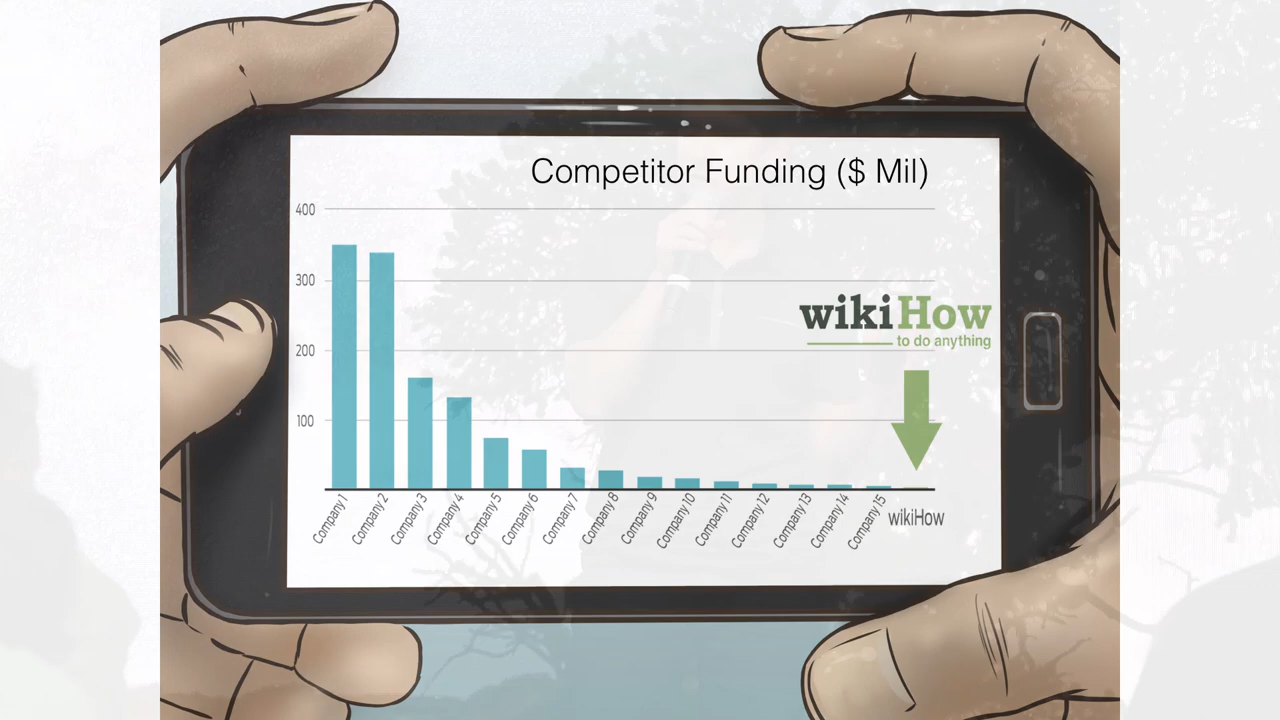 Competitor Funding ($ Mil)
400
300
200
100
wikiHow
to do anything
Company 1
Company 2
Company 3
Company 4
Company 5
Company 6
Company 7
Company 8
Company 9
Company 10
Company 11
Company 12
Company 13
Company 14
Company 15
wikiHow